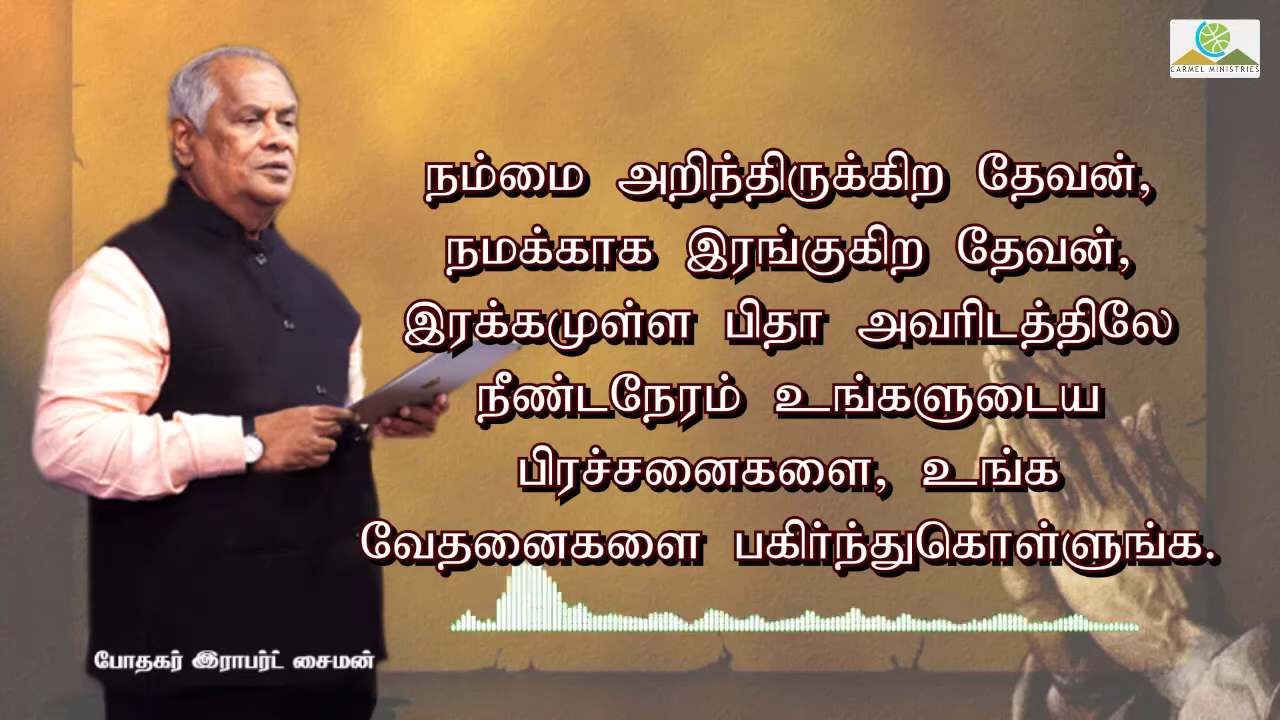 CARMEL MINISTRIES
நம்மை அறிந்திருக்கிற தேவன்,
நமக்காக இரங்குகிற தேவன்,
இரக்கமுள்ள பிதா அவரிடத்திலே
நீண்டநேரம் உங்களுடைய
பிரச்சனைகளை, உங்க
வேதனைகளை பகிர்ந்துகொள்ளுங்க.
போதகர் இராபர்ட் சைமன்